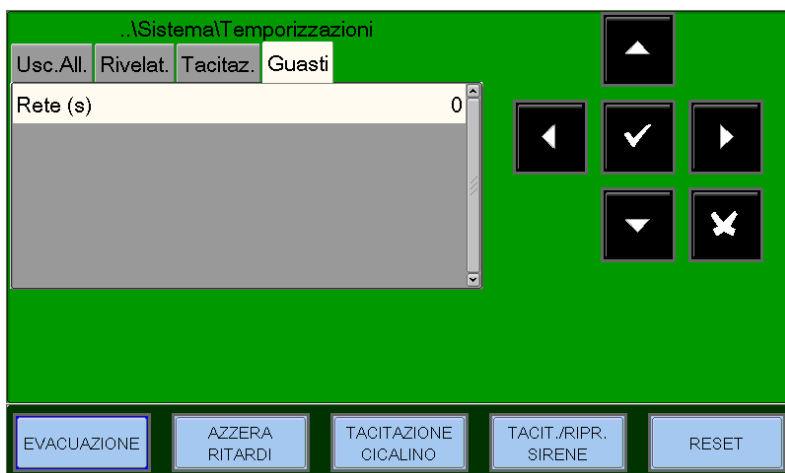 ..\Sistema\Temporizzazioni
Usc.All. Rivelat. Tacitaz. Guasti
Rete (s) 0
EVACUAZIONE
AZZERA
RITARDI
TACITAZIONE
CICALINO
TACIT./RIPR.
SIRENE
RESET